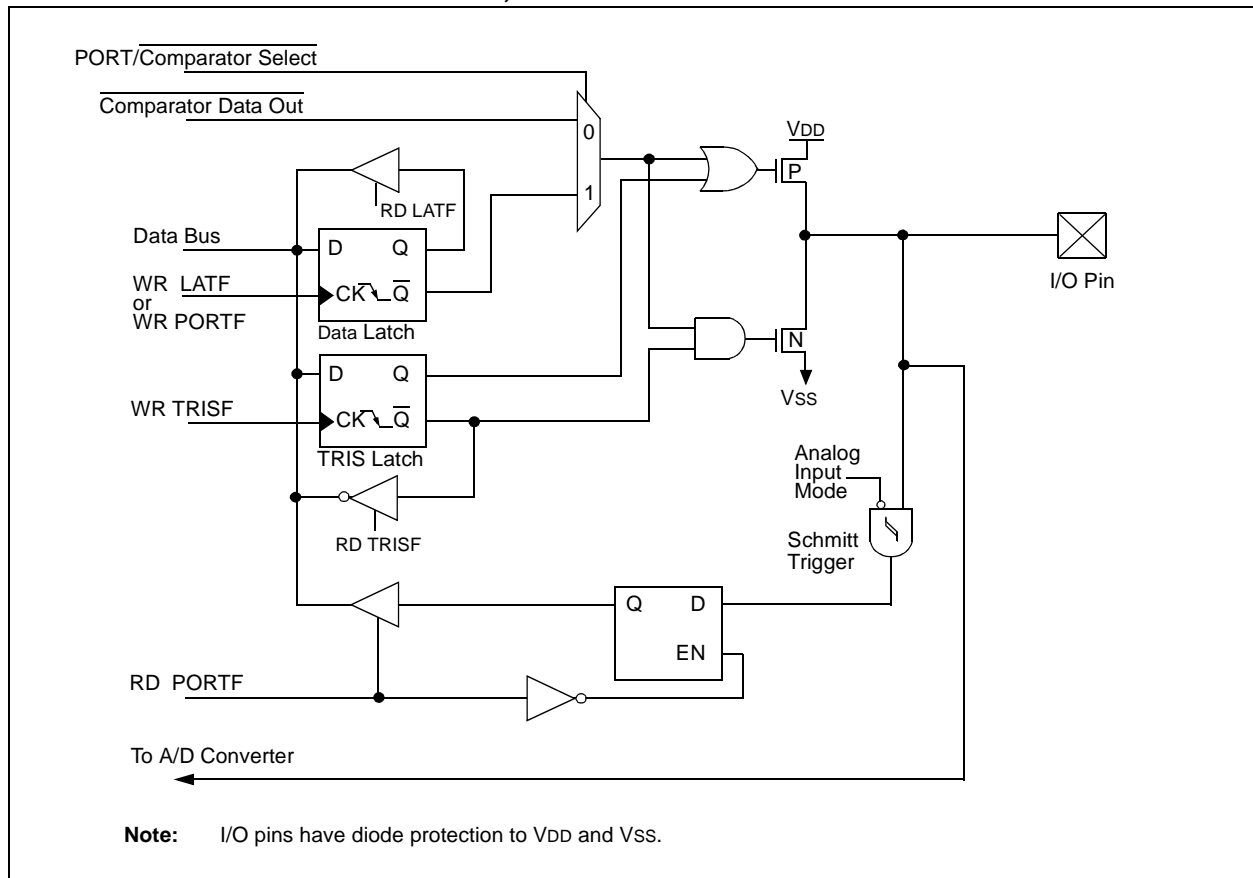 PORT/Comparator Select
Comparator Data Out
0
1
VDD
P
RD LATF
Data Bus
D Q
WR LATF
or
WR PORTF
CK Q
Data Latch
I/O Pin
N
VSS
D Q
WR TRISF
CK Q
TRIS Latch
RD TRISF
Analog
Input
Mode
Schmitt
Trigger
Q D
EN
RD PORTF
To A/D Converter
Note: I/O pins have diode protection to VDD and VSS.